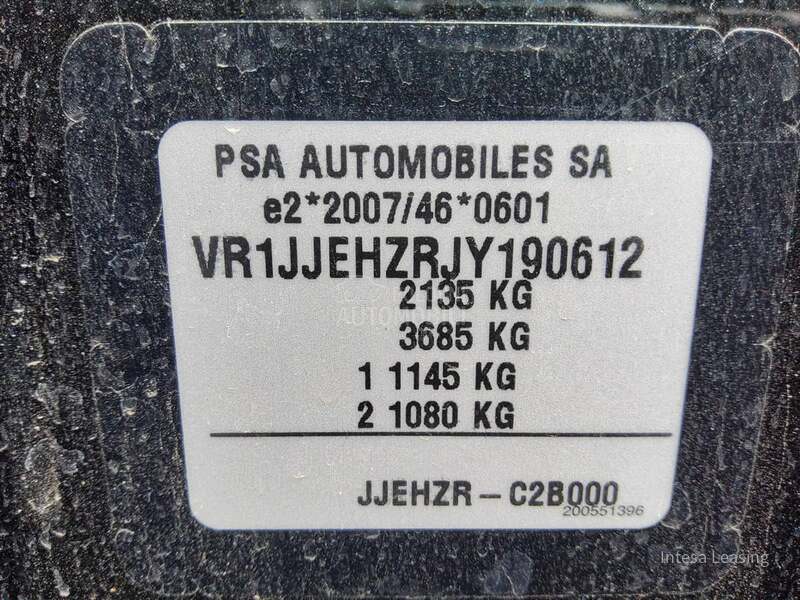 PSA AUTOMOBILES SA
e2*2007/46*0601
VR1JJEHZRJY190612
2135 KG
3685 KG
1 1145 KG
2 1080 KG
JJEHZR - C2B000
200551396
Intesa Leasing